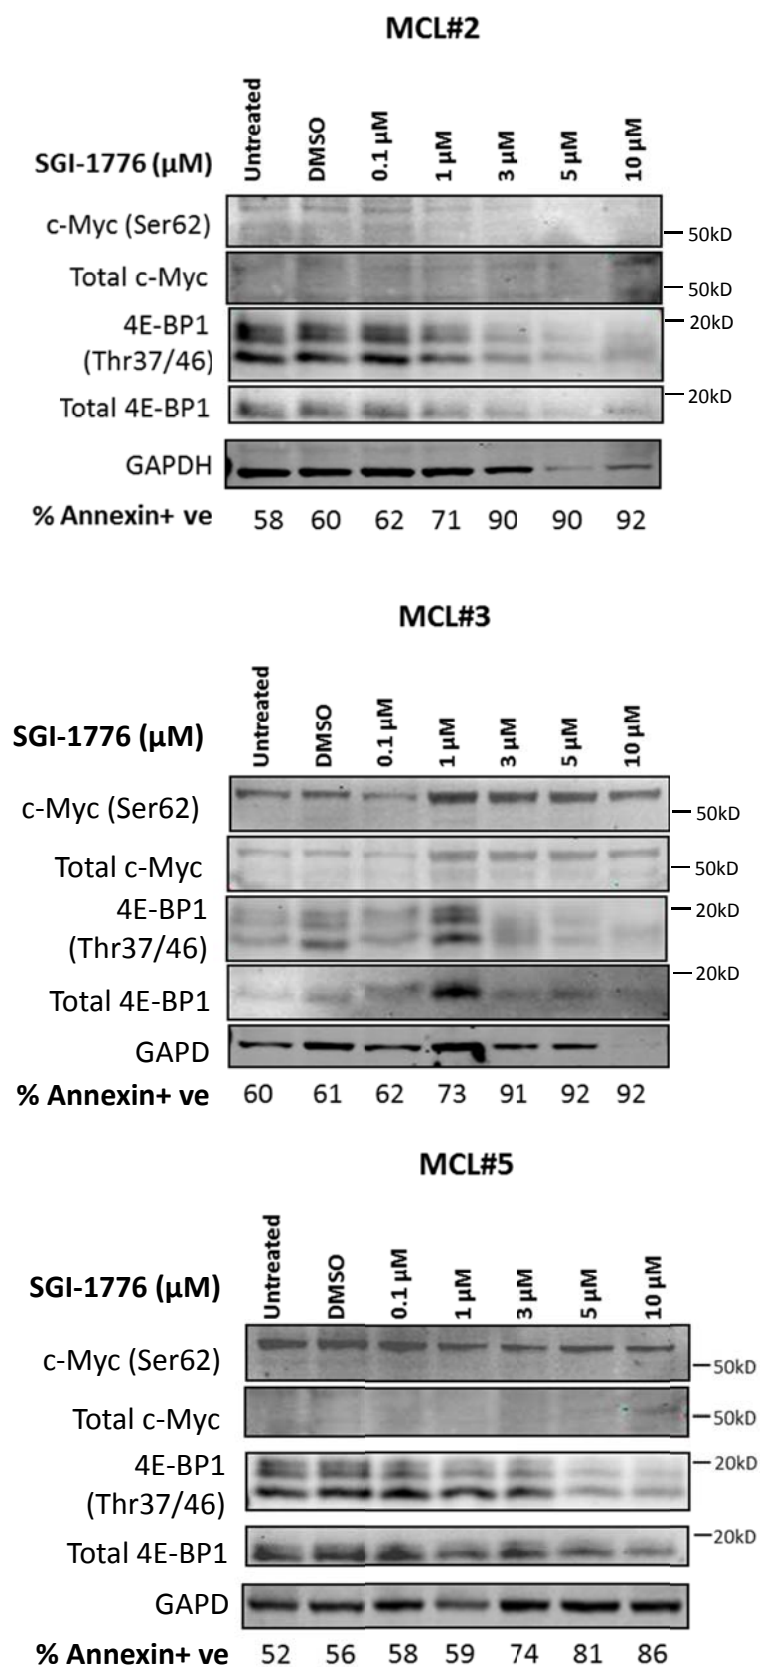 MCL#2
SGI-1776 (µM) Untreated DMSO 0.1 µM 1 µM 3 µM 5 µM 10 µM
c-Myc (Ser62) 50kD
Total c-Myc 50kD
4E-BP1 20kD
(Thr37/46)
Total 4E-BP1 20kD
GAPDH
% Annexin+ ve 58 60 62 71 90 90 92
MCL#3
SGI-1776 (µM) Untreated DMSO 0.1 µM 1 µM 3 µM 5 µM 10 µM
c-Myc (Ser62) 50kD
Total c-Myc 50kD
4E-BP1 20kD
(Thr37/46)
Total 4E-BP1 20kD
GAPD
% Annexin+ ve 60 61 62 73 91 92 92
MCL#5
SGI-1776 (µM) Untreated DMSO 0.1 µM 1 µM 3 µM 5 µM 10 µM
c-Myc (Ser62) 50kD
Total c-Myc 50kD
4E-BP1 20kD
(Thr37/46)
Total 4E-BP1 20kD
GAPD
% Annexin+ ve 52 56 58 59 74 81 86